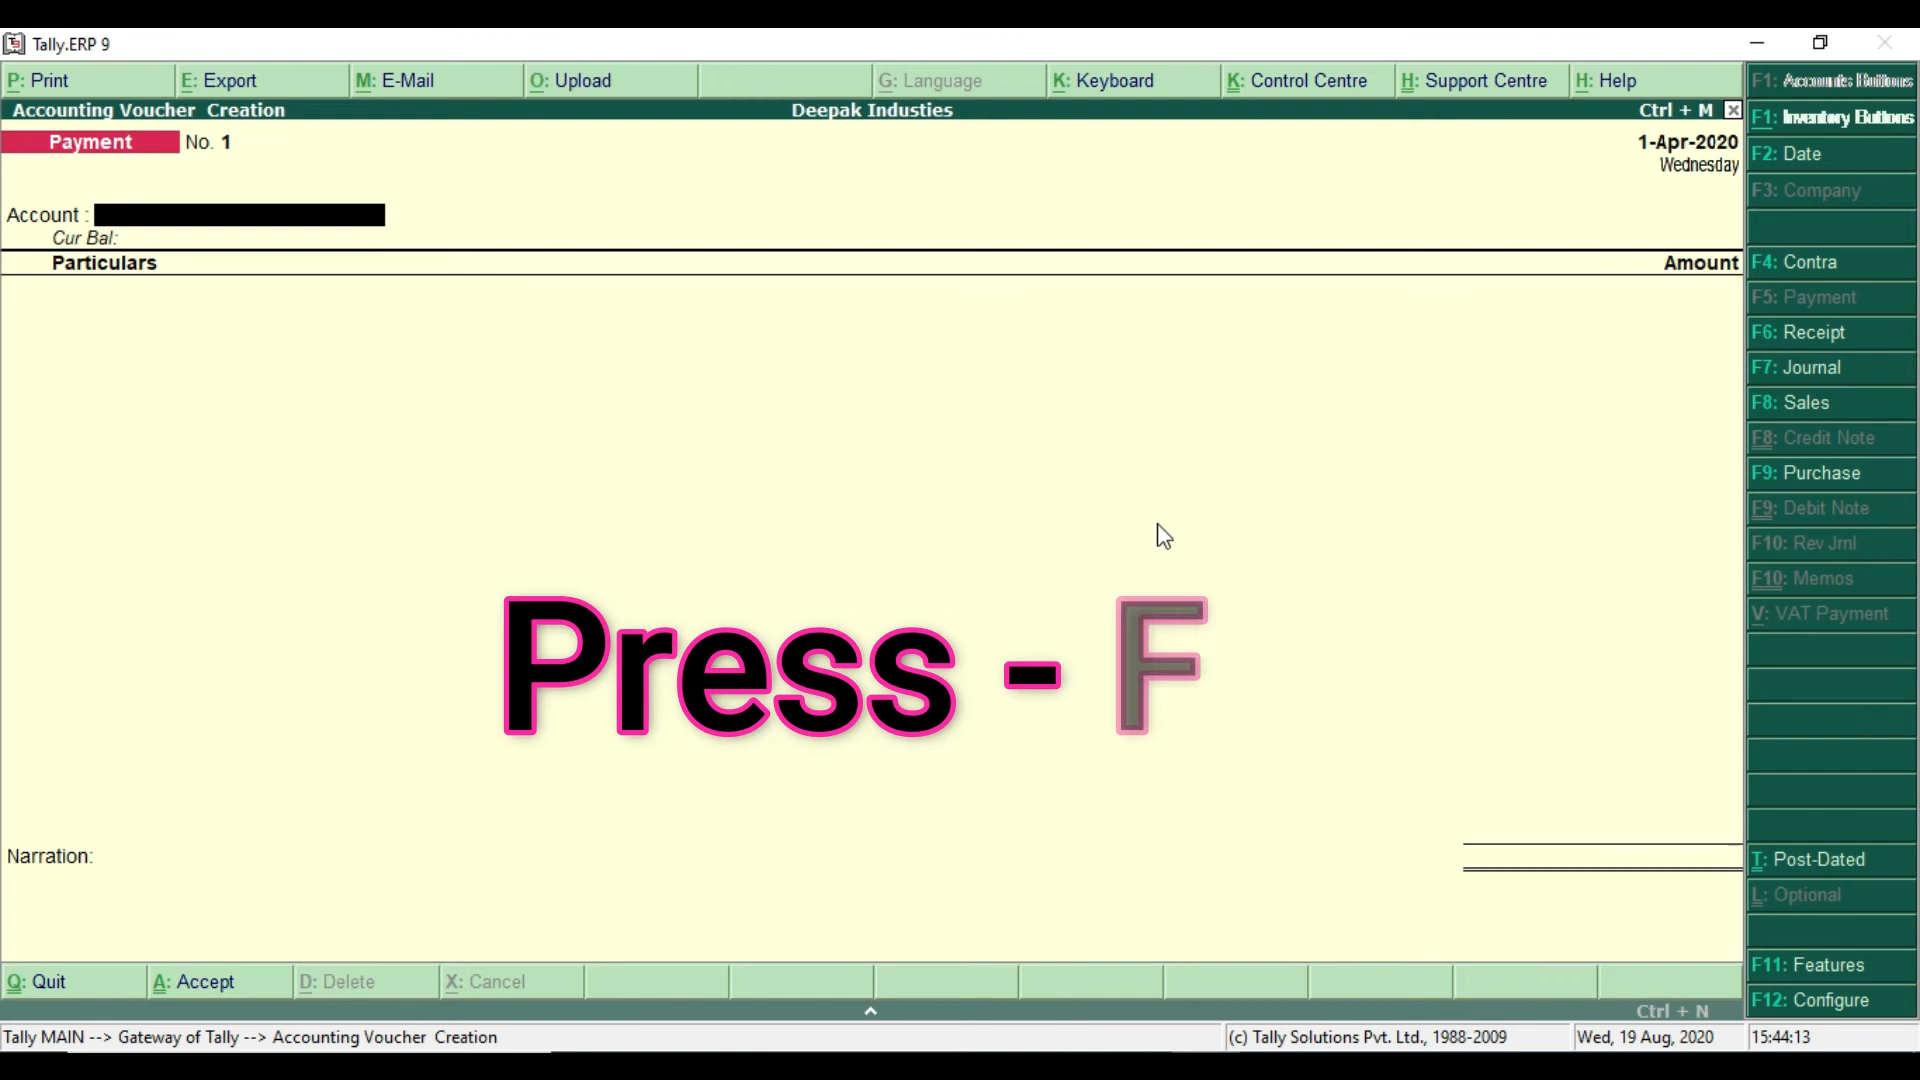 Tally.ERP 9
P: Print E: Export M: E-Mail O: Upload G: Language K: Keyboard K: Control Centre H: Support Centre H: Help
Accounting Voucher Creation Deepak Industies Ctrl + M
Payment No. 1 1-Apr-2020
Wednesday
Account :
Cur Bal:
Particulars Amount
Press - F
Narration:
Q: Quit A: Accept D: Delete X: Cancel
Ctrl + N
Tally MAIN --> Gateway of Tally --> Accounting Voucher Creation (c) Tally Solutions Pvt. Ltd., 1988-2009 Wed, 19 Aug, 2020 15:44:13
F1: Accounts Buttons
F1: Inventory Buttons
F2: Date
F3: Company
F4: Contra
F5: Payment
F6: Receipt
F7: Journal
F8: Sales
F8: Credit Note
F9: Purchase
F9: Debit Note
F10: Rev Jrnl
F10: Memos
V: VAT Payment
T: Post-Dated
L: Optional
F11: Features
F12: Configure